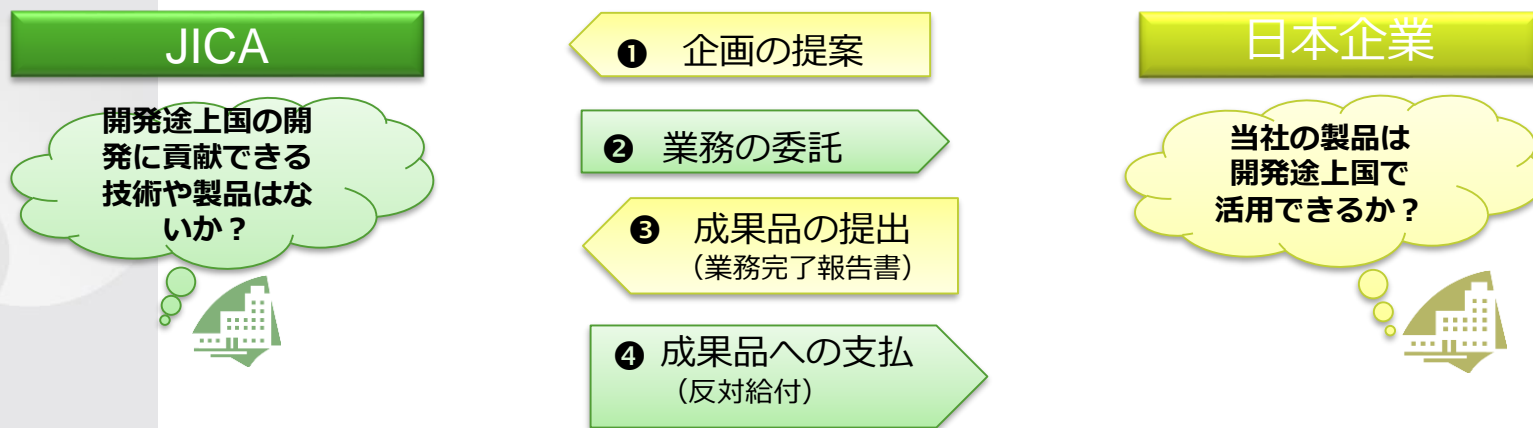 JICA
開発途上国の開
発に貢献できる
技術や製品はな
いか？
❶ 企画の提案
❷ 業務の委託
❸ 成果品の提出
（業務完了報告書）
❹ 成果品への支払
（反対給付）
日本企業
当社の製品は
開発途上国で
活用できるか？